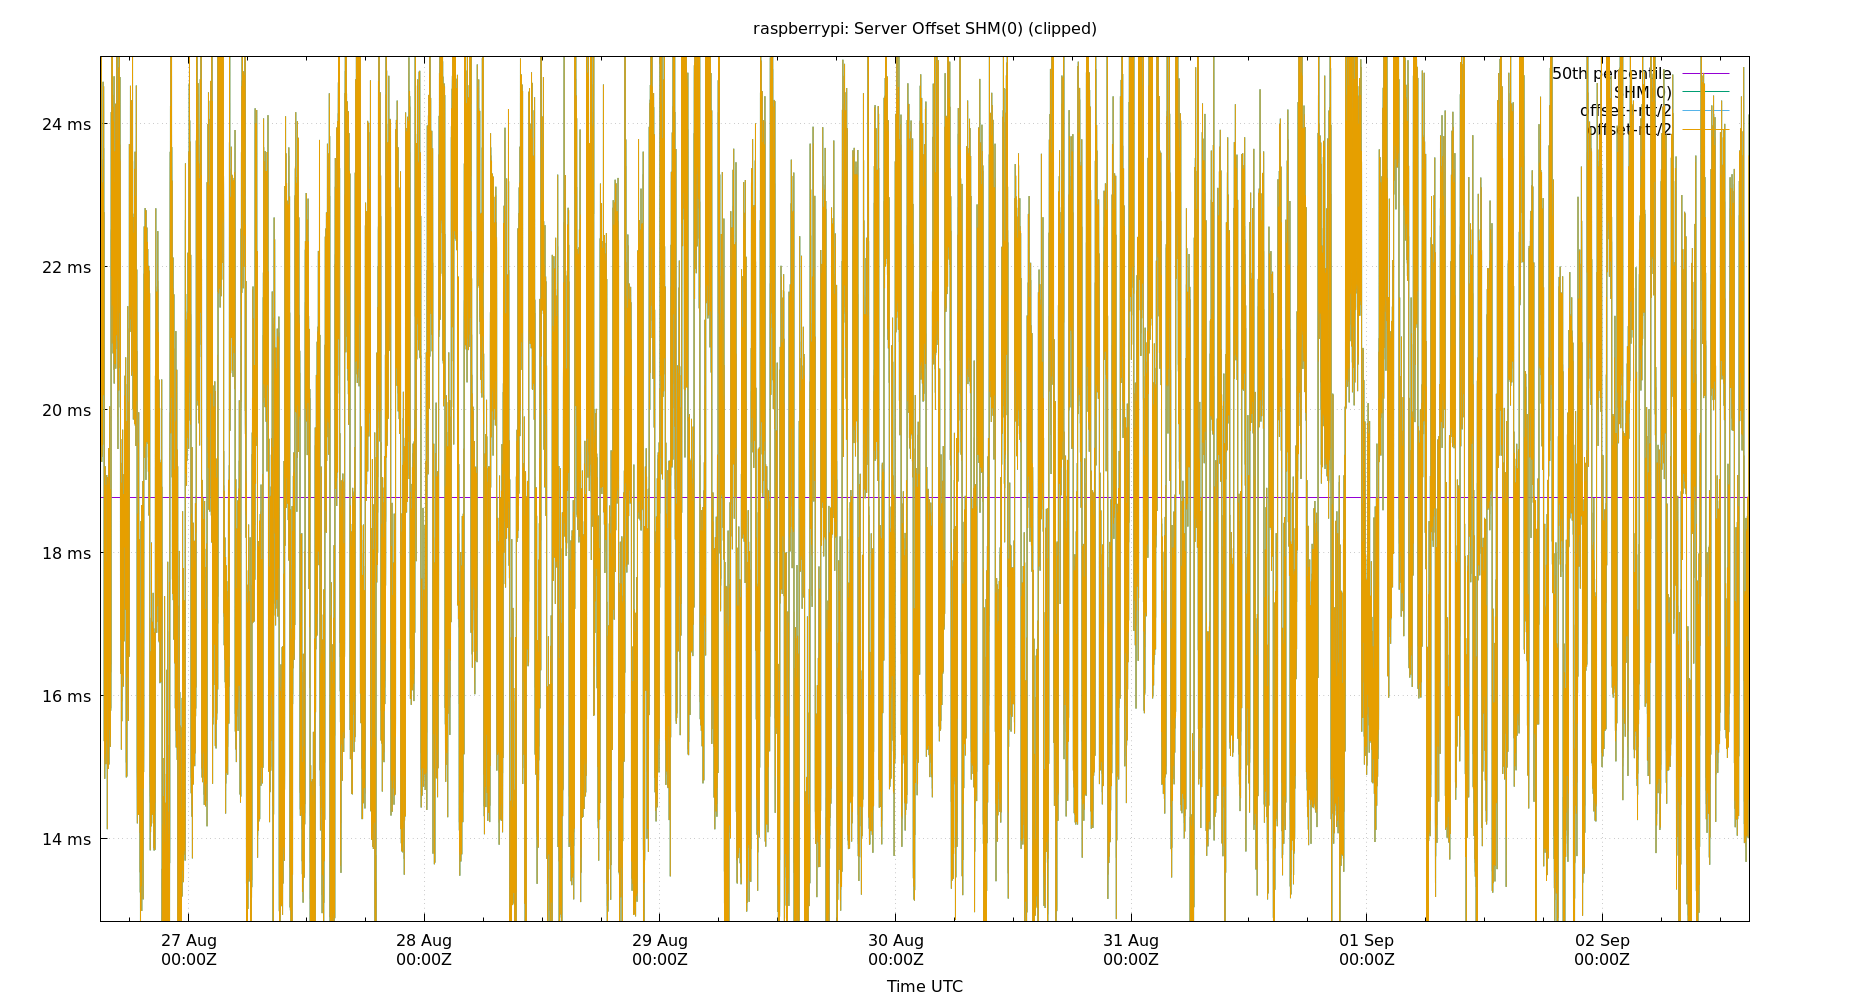 raspberrypi: Server Offset SHM(0) (clipped)
50th percentile
SHM(0)
offset+rtt/2
offset-rtt/2
24 ms
22 ms
20 ms
18 ms
16 ms
14 ms
27 Aug 28 Aug 29 Aug 30 Aug 31 Aug 01 Sep 02 Sep
00:00Z 00:00Z 00:00Z 00:00Z 00:00Z 00:00Z 00:00Z
Time UTC